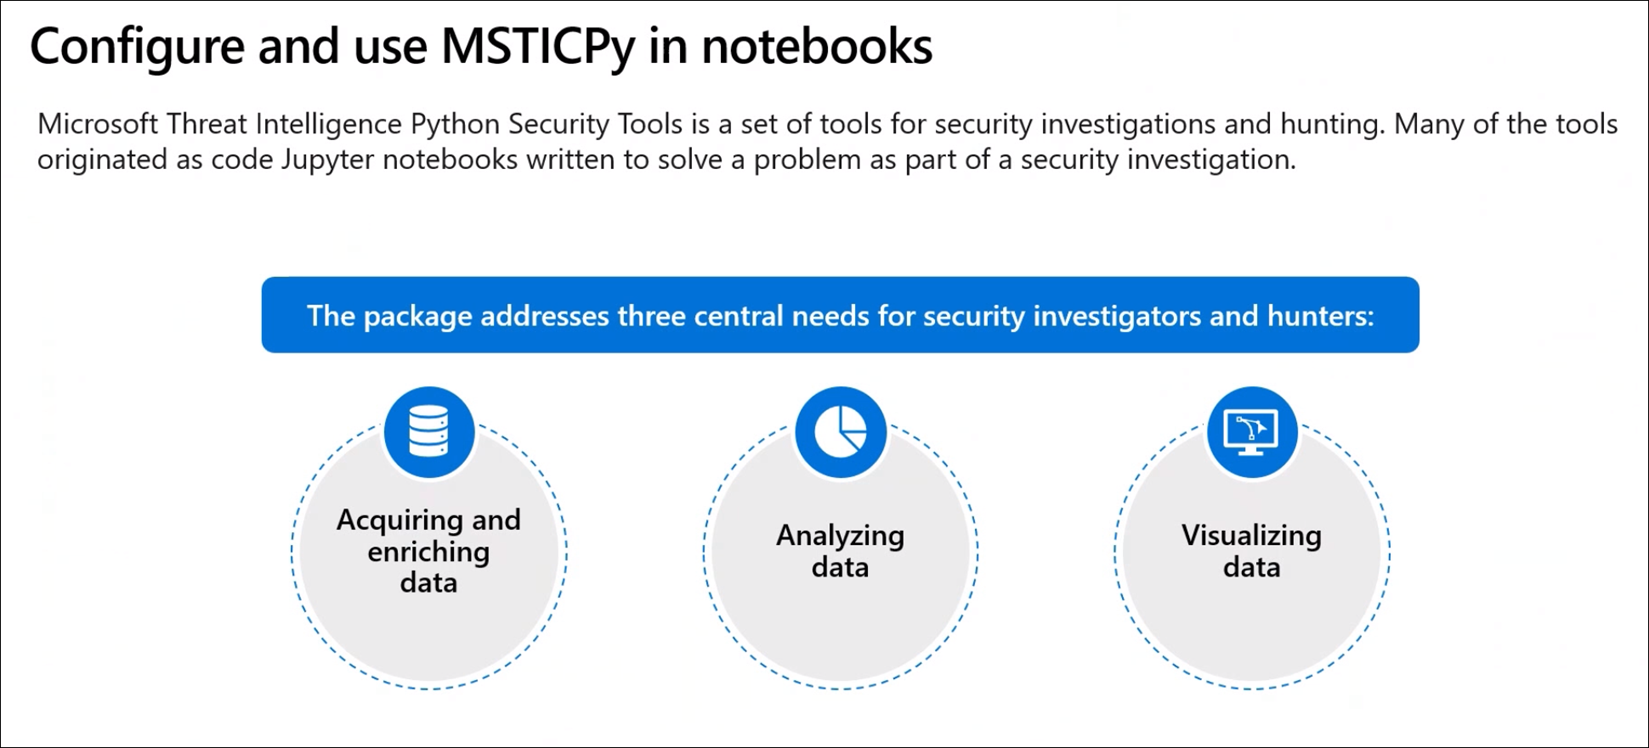 Configure and use MSTICPy in notebooks
Microsoft Threat Intelligence Python Security Tools is a set of tools for security investigations and hunting. Many of the tools
originated as code Jupyter notebooks written to solve a problem as part of a security investigation.
The package addresses three central needs for security investigators and hunters:
Acquiring and
enriching
data
Analyzing
data
Visualizing
data